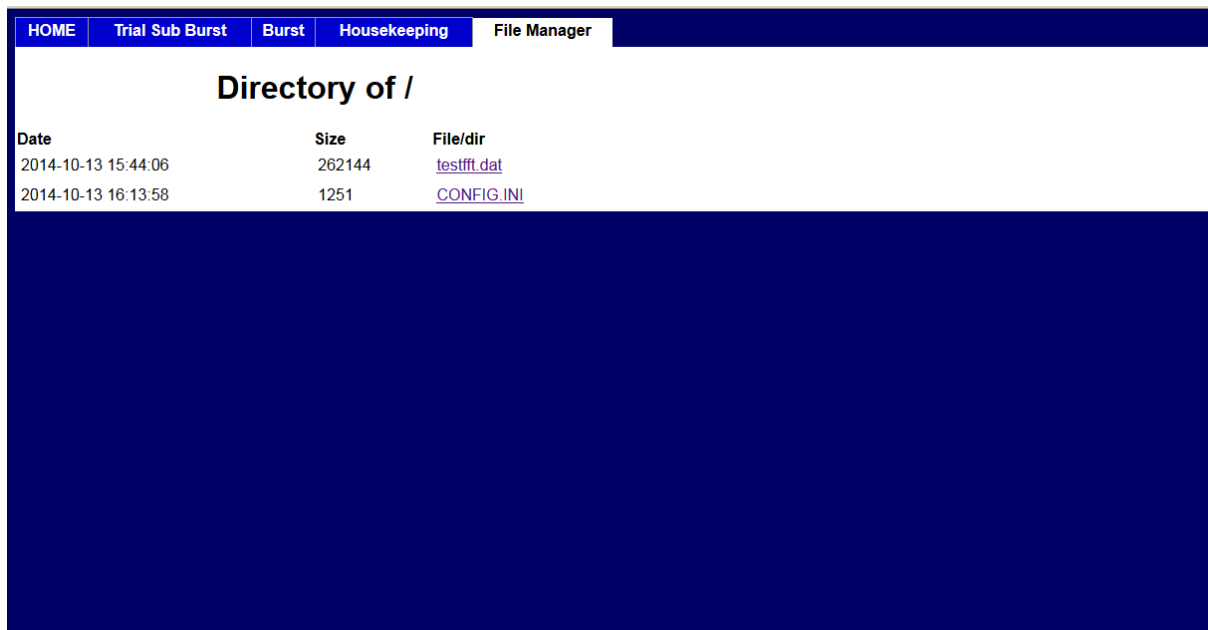 HOME Trial Sub Burst Burst Housekeeping File Manager
Directory of /
Date Size File/dir
2014-10-13 15:44:06 262144 testfft.dat
2014-10-13 16:13:58 1251 CONFIG.INI